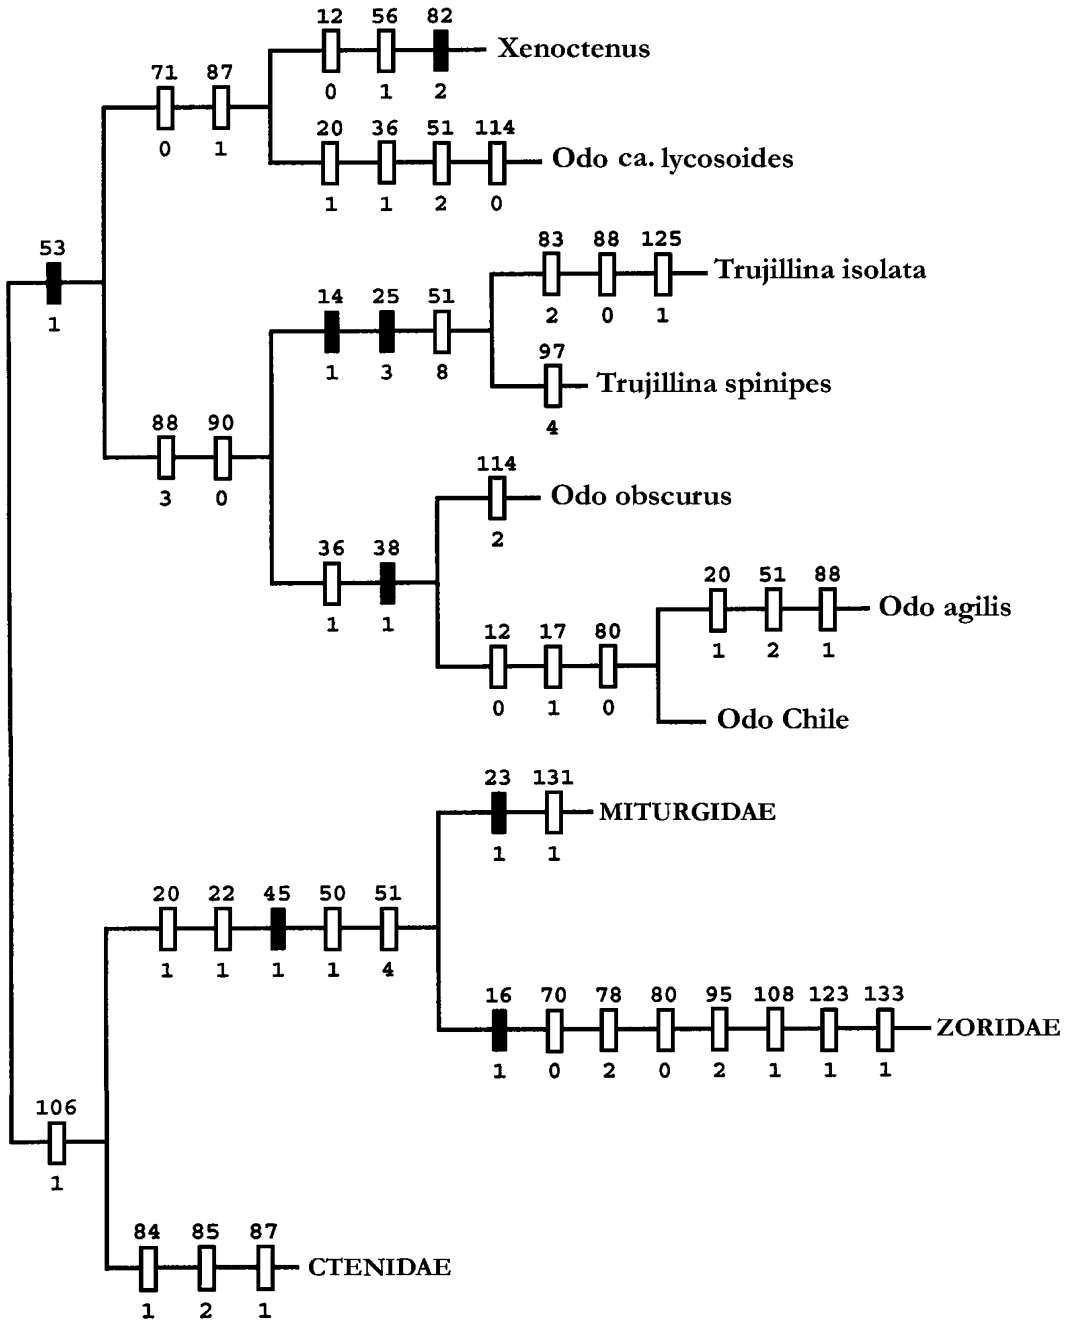 12 56 82
Xenoctenus
0 1 2
71 87
0 1
20 36 51 114
Odo ca. lycosoides
1 1 2 0
53
1
83 88 125
Trujillina isolata
2 0 1
14 25 51
1 3 8
97
Trujillina spinipes
4
88 90
3 0
114
Odo obscurus
2
36 38
1 1
20 51 88
Odo agilis
1 2 1
12 17 80
0 1 0
Odo Chile
23 131
MITURGIDAE
1 1
20 22 45 50 51
1 1 1 1 4
16 70 78 80 95 108 123 133
ZORIDAE
1 0 2 0 2 1 1 1
106
1
84 85 87
CTENIDAE
1 2 1